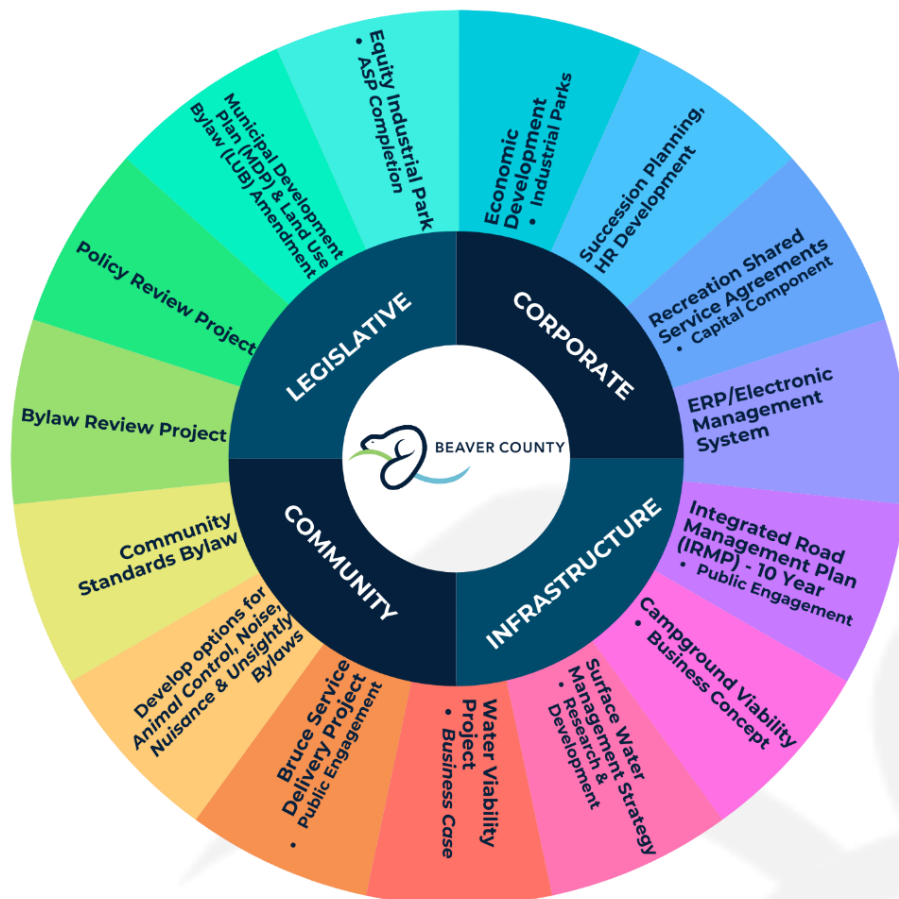 BEAVER COUNTY
CORPORATE
Economic
Development
• Industrial Parks
Succession Planning,
HR Development
Recreation Shared
Service Agreements
• Capital Component
ERP/Electronic
Management
System
INFRASTRUCTURE
Integrated Road
Management Plan
(IRMP) - 10 Year
• Public Engagement
Campground Viability
• Business Concept
Surface Water
Management Strategy
• Research &
Development
Water Viability
Project
• Business Case
COMMUNITY
Bruce Service
Delivery Project
• Public Engagement
Develop options for
Animal Control, Noise,
Nuisance & Unsightly
Bylaws
Community
Standards Bylaw
LEGISLATIVE
Bylaw Review Project
Policy Review Project
Municipal Development
Plan (MDP) & Land Use
Bylaw (LUB) Amendment
Equity Industrial Park
• ASP Completion